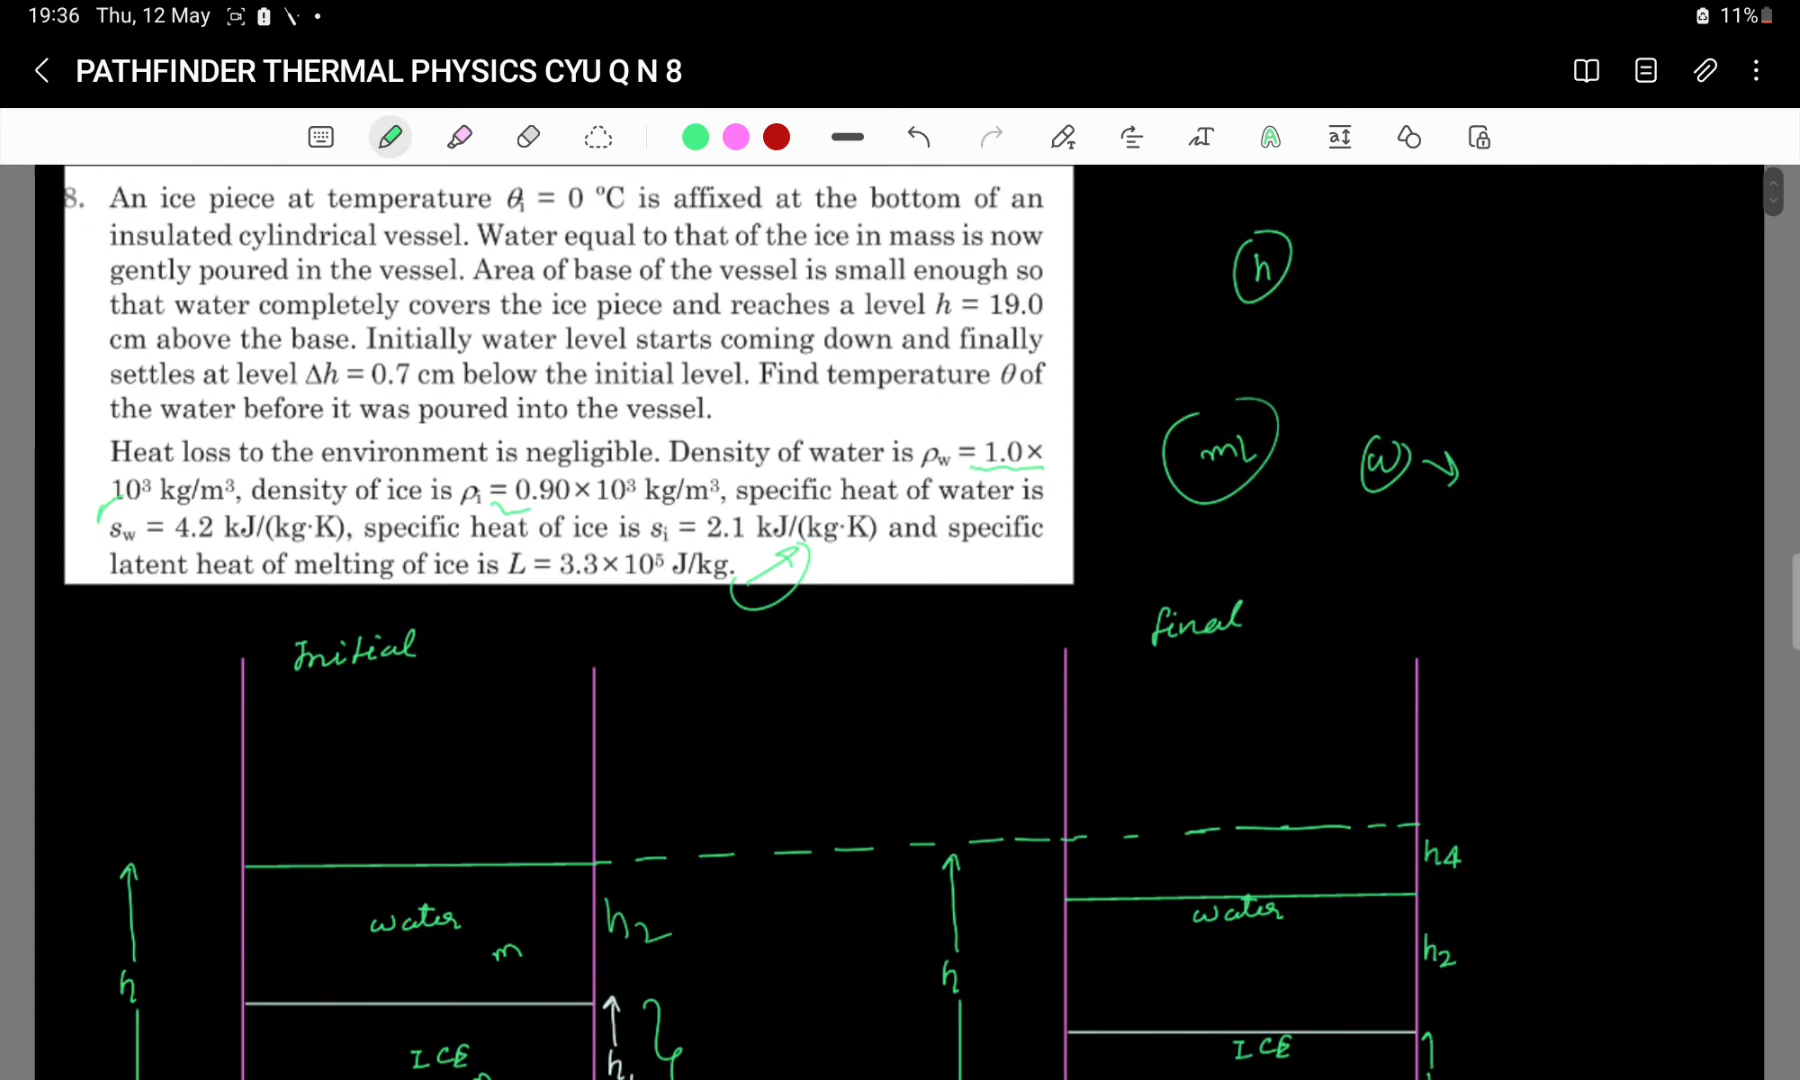 19:36 Thu, 12 May
11%
PATHFINDER THERMAL PHYSICS CYU Q N 8
8. An ice piece at temperature θi = 0 °C is affixed at the bottom of an
insulated cylindrical vessel. Water equal to that of the ice in mass is now
gently poured in the vessel. Area of base of the vessel is small enough so
that water completely covers the ice piece and reaches a level h = 19.0
cm above the base. Initially water level starts coming down and finally
settles at level Δh = 0.7 cm below the initial level. Find temperature θ of
the water before it was poured into the vessel.
Heat loss to the environment is negligible. Density of water is ρw = 1.0×
10³ kg/m³, density of ice is ρi = 0.90×10³ kg/m³, specific heat of water is
sw = 4.2 kJ/(kg·K), specific heat of ice is si = 2.1 kJ/(kg·K) and specific
latent heat of melting of ice is L = 3.3×10⁵ J/kg.
h
mL
w
Initial
final
h4
water
m
h2
water
h2
h
h
ICE
h1
ICE